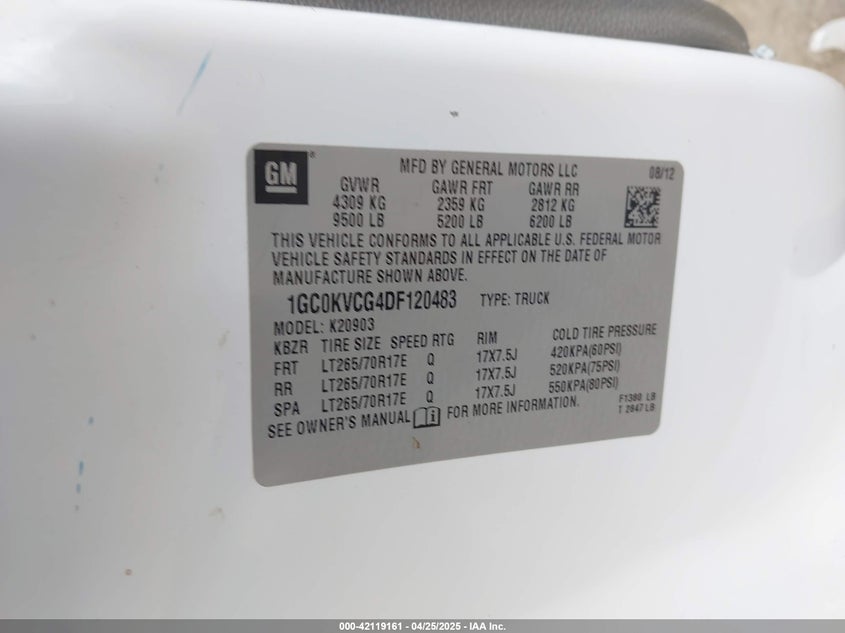 GM ®
MFD BY GENERAL MOTORS LLC 08/12
GVWR GAWR FRT GAWR RR
4309 KG 2359 KG 2812 KG
9500 LB 5200 LB 6200 LB
THIS VEHICLE CONFORMS TO ALL APPLICABLE U.S. FEDERAL MOTOR
VEHICLE SAFETY STANDARDS IN EFFECT ON THE DATE OF
MANUFACTURE SHOWN ABOVE.
1GC0KVCG4DF120483 TYPE: TRUCK
MODEL: K20903
KBZR TIRE SIZE SPEED RTG RIM COLD TIRE PRESSURE
FRT LT265/70R17E Q 17X7.5J 420KPA(60PSI)
RR LT265/70R17E Q 17X7.5J 520KPA(75PSI)
SPA LT265/70R17E Q 17X7.5J 550KPA(80PSI)
SEE OWNER'S MANUAL i FOR MORE INFORMATION.
F1380 LB
T 2847 LB
000-42119161 - 04/25/2025 - IAA Inc.